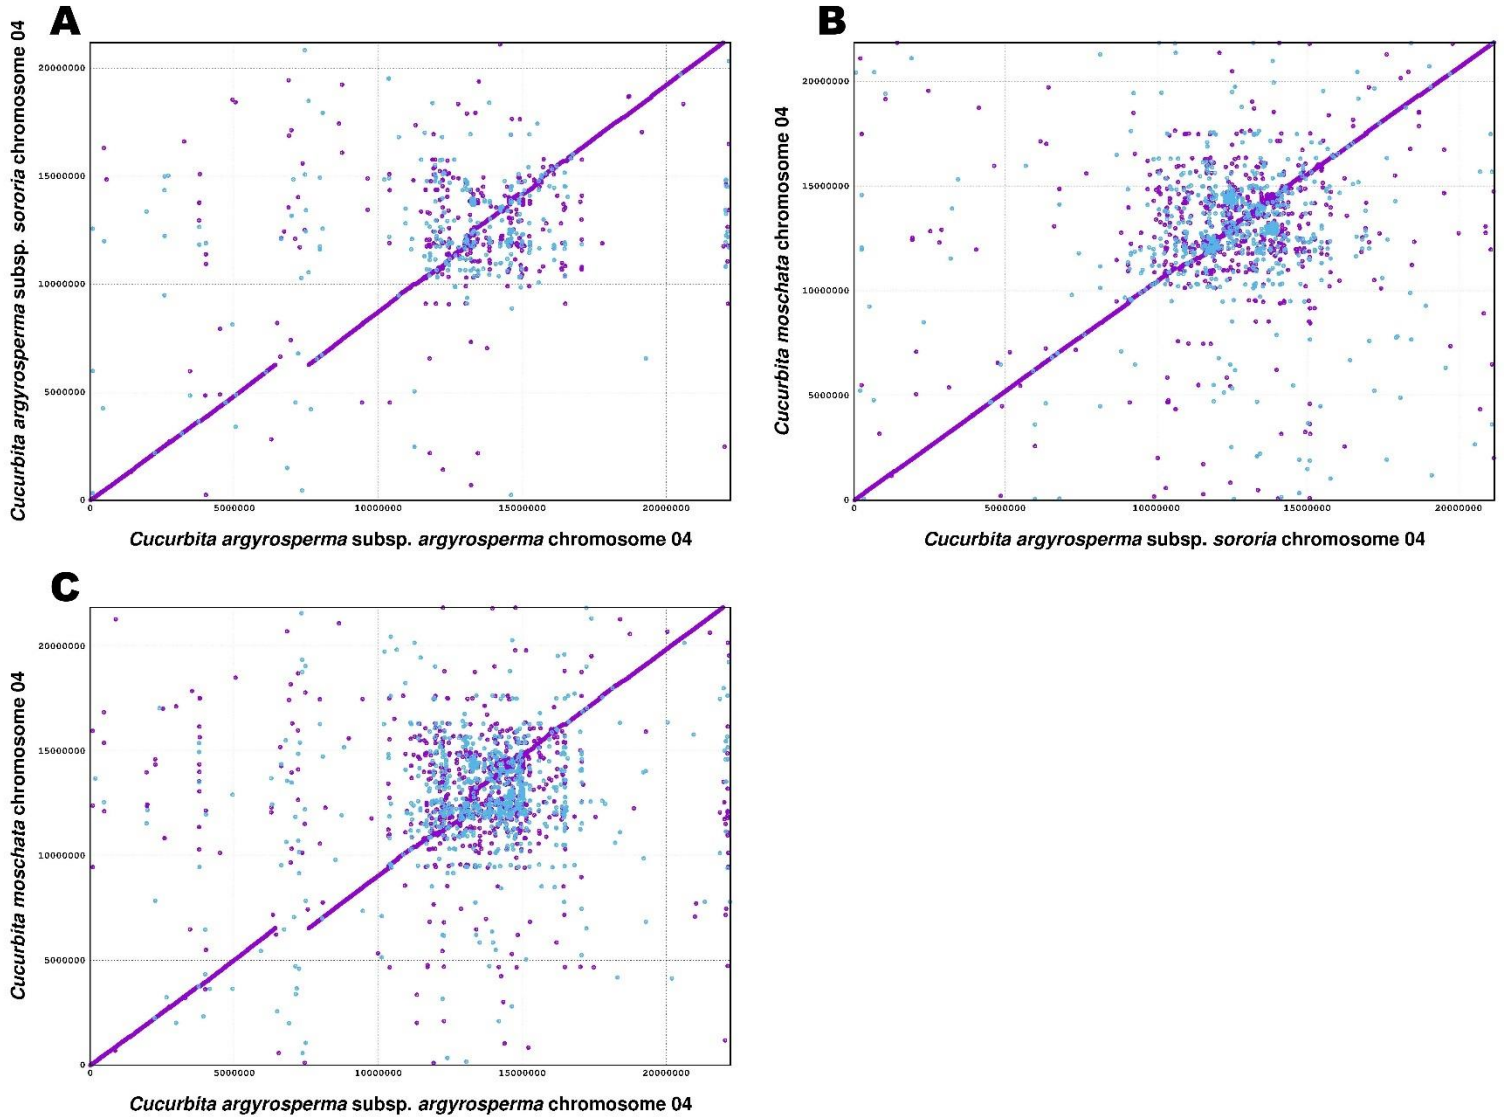 A
Cucurbita argyrosperma subsp. sororia chromosome 04
20000000
15000000
10000000
5000000
0
0 5000000 10000000 15000000 20000000
Cucurbita argyrosperma subsp. argyrosperma chromosome 04
B
Cucurbita moschata chromosome 04
20000000
15000000
10000000
5000000
0
0 5000000 10000000 15000000 20000000
Cucurbita argyrosperma subsp. sororia chromosome 04
C
Cucurbita moschata chromosome 04
20000000
15000000
10000000
5000000
0
0 5000000 10000000 15000000 20000000
Cucurbita argyrosperma subsp. argyrosperma chromosome 04